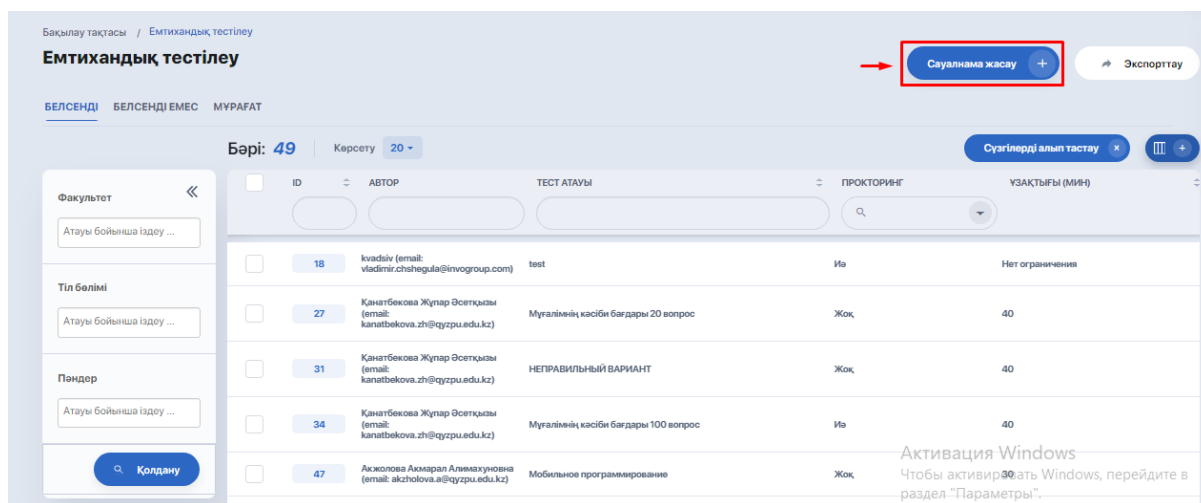 Бақылау тақтасы / Емтихандық тестілеу
Емтихандық тестілеу
Сауалнама жасау +
Экспорттау
БЕЛСЕНДІ БЕЛСЕНДІ ЕМЕС МҰРАҒАТ
Бәрі: 49 Көрсету 20
Сүзгілерді алып тастау ×
+
Факультет
Атауы бойынша іздеу ...
Тіл бөлімі
Атауы бойынша іздеу ...
Пәндер
Атауы бойынша іздеу ...
Қолдану
ID АВТОР ТЕСТ АТАУЫ ПРОКТОРИНГ ҰЗАҚТЫҒЫ (МИН)
18 kvadsiv (email:
vladimir.chshegula@invogroup.com) test Иә Нет ограничения
27 Қанатбекова Жұпар Әсетқызы
(email:
kanatbekova.zh@qyzpu.edu.kz) Мұғалімнің кәсіби бағдары 20 вопрос Жоқ 40
31 Қанатбекова Жұпар Әсетқызы
(email:
kanatbekova.zh@qyzpu.edu.kz) НЕПРАВИЛЬНЫЙ ВАРИАНТ Жоқ 40
34 Қанатбекова Жұпар Әсетқызы
(email:
kanatbekova.zh@qyzpu.edu.kz) Мұғалімнің кәсіби бағдары 100 вопрос Иә 40
47 Акжолова Акмарал Алимахуновна
(email: akzholova.a@qyzpu.edu.kz) Мобильное программирование Жоқ 30
Активация Windows
Чтобы активировать Windows, перейдите в
раздел "Параметры".